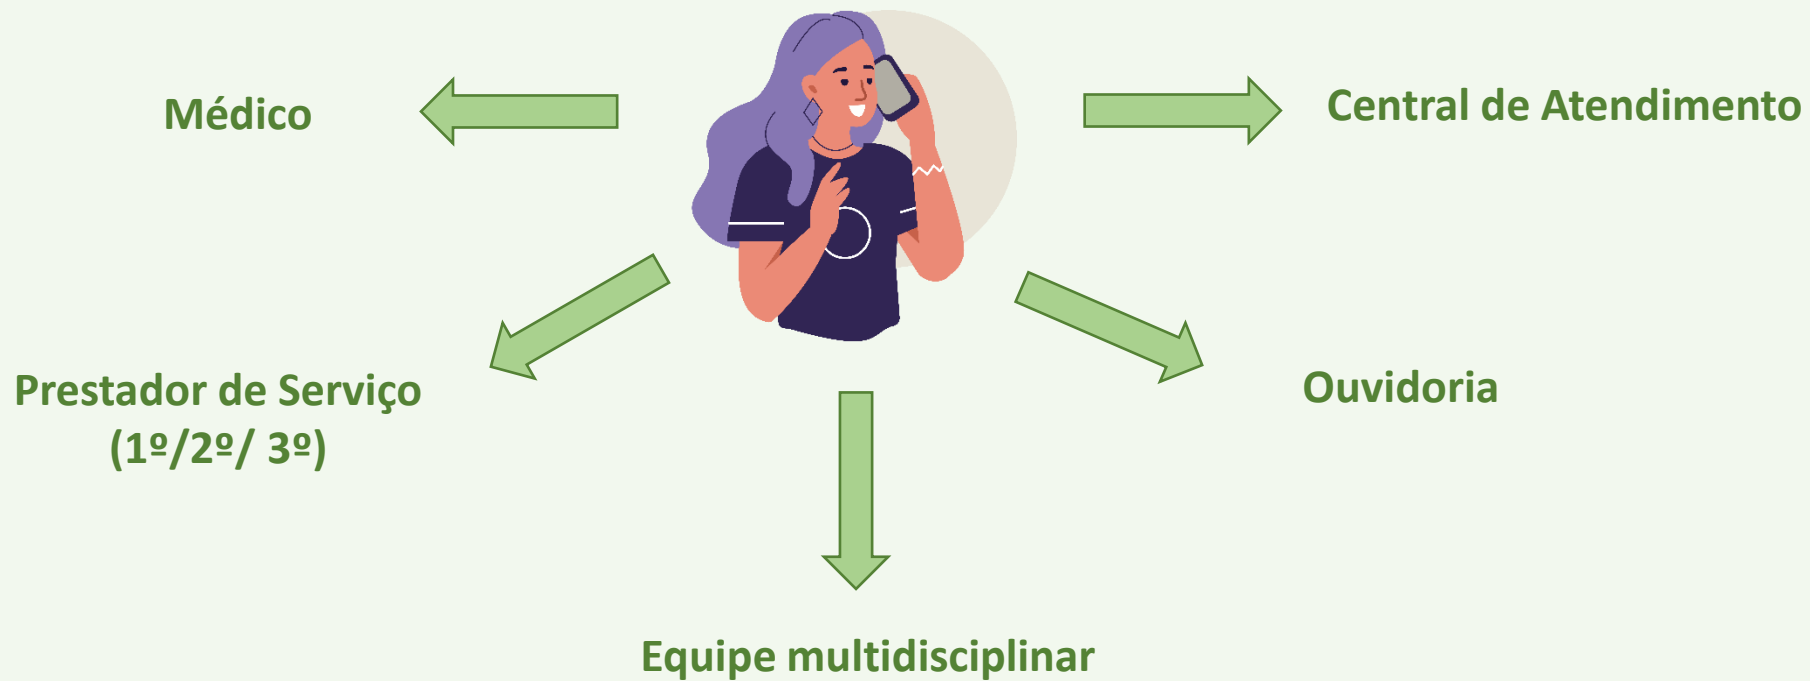 Médico
Central de Atendimento
Prestador de Serviço
(1º/2º/ 3º)
Ouvidoria
Equipe multidisciplinar